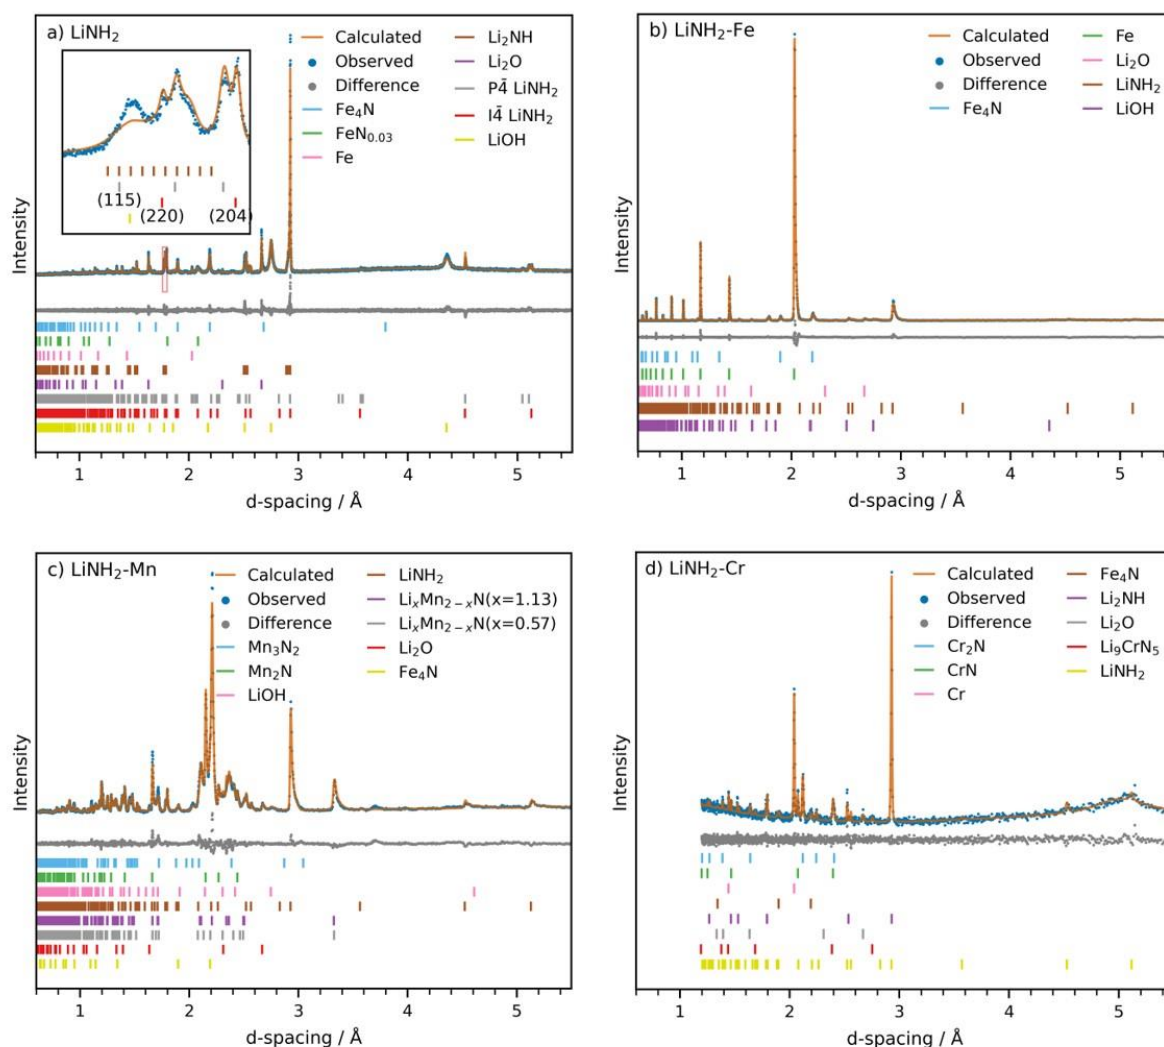 a) LiNH₂
Calculated
Observed
Difference
Fe₄N
FeN₀.₀₃
Fe
Li₂NH
Li₂O
P4̄ LiNH₂
I4̄ LiNH₂
LiOH
(115)
(220)
(204)
Intensity
1 2 3 4 5
d-spacing / Å
b) LiNH₂-Fe
Calculated
Observed
Difference
Fe₄N
Fe
Li₂O
LiNH₂
LiOH
Intensity
1 2 3 4 5
d-spacing / Å
c) LiNH₂-Mn
Calculated
Observed
Difference
Mn₃N₂
Mn₂N
LiOH
LiNH₂
LiₓMn₂₋ₓN(x=1.13)
LiₓMn₂₋ₓN(x=0.57)
Li₂O
Fe₄N
Intensity
1 2 3 4 5
d-spacing / Å
d) LiNH₂-Cr
Calculated
Observed
Difference
Cr₂N
CrN
Cr
Fe₄N
Li₂NH
Li₂O
Li₉CrN₅
LiNH₂
Intensity
1 2 3 4 5
d-spacing / Å